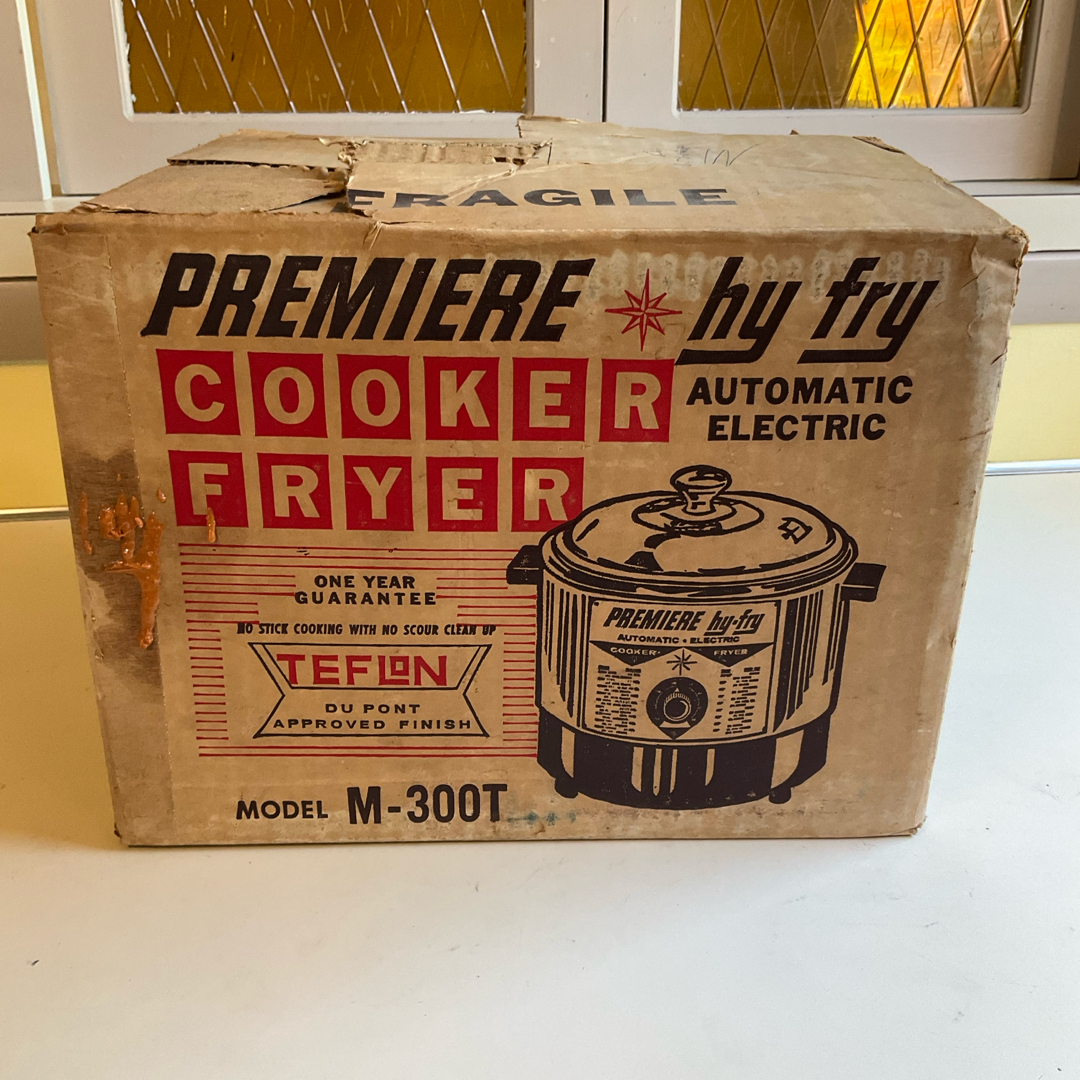 FRAGILE
PREMIERE hy fry
COOKER
AUTOMATIC
ELECTRIC
FRYER
ONE YEAR
GUARANTEE
NO STICK COOKING WITH NO SCOUR CLEAN UP
TEFLON
DU PONT
APPROVED FINISH
PREMIERE hy-fry
AUTOMATIC • ELECTRIC
COOKER- FRYER
MODEL M-300T